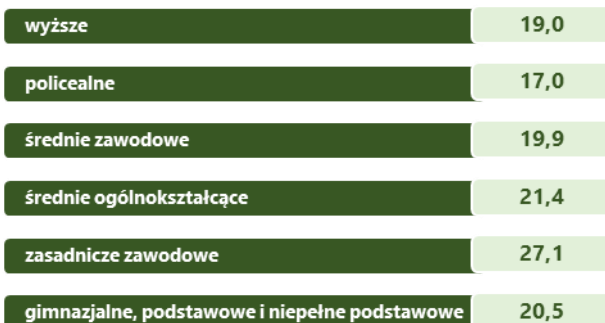 wyższe 19,0
policealne 17,0
średnie zawodowe 19,9
średnie ogólnokształcące 21,4
zasadnicze zawodowe 27,1
gimnazjalne, podstawowe i niepełne podstawowe 20,5